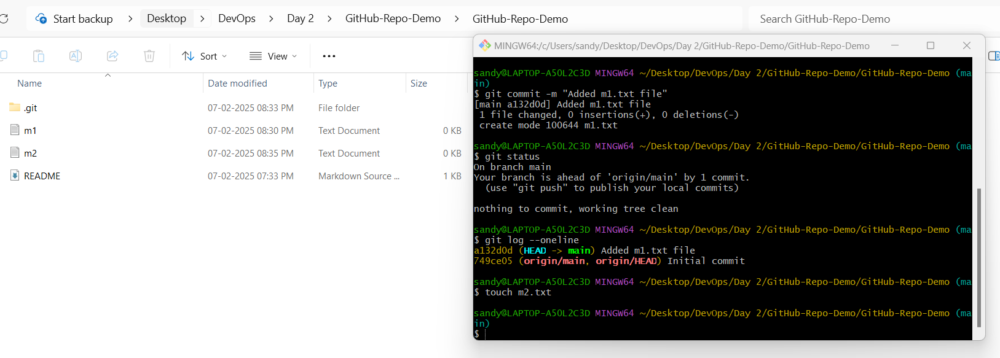 Start backup > Desktop > DevOps > Day 2 > GitHub-Repo-Demo > GitHub-Repo-Demo
Search GitHub-Repo-Demo
Sort
View
Name
Date modified
Type
Size
.git
07-02-2025 08:33 PM
File folder
m1
07-02-2025 08:30 PM
Text Document
0 KB
m2
07-02-2025 08:35 PM
Text Document
0 KB
README
07-02-2025 07:33 PM
Markdown Source ...
1 KB
MINGW64:/c/Users/sandy/Desktop/DevOps/Day 2/GitHub-Repo-Demo/GitHub-Repo-Demo
sandy@LAPTOP-A50L2C3D MINGW64 ~/Desktop/DevOps/Day 2/GitHub-Repo-Demo/GitHub-Repo-Demo (ma
in)
$ git commit -m "Added m1.txt file"
[main a132d0d] Added m1.txt file
1 file changed, 0 insertions(+), 0 deletions(-)
create mode 100644 m1.txt
sandy@LAPTOP-A50L2C3D MINGW64 ~/Desktop/DevOps/Day 2/GitHub-Repo-Demo/GitHub-Repo-Demo (ma
$ git status
On branch main
Your branch is ahead of 'origin/main' by 1 commit.
(use "git push" to publish your local commits)
nothing to commit, working tree clean
sandy@LAPTOP-A50L2C3D MINGW64 ~/Desktop/DevOps/Day 2/GitHub-Repo-Demo/GitHub-Repo-Demo (ma
$ git log --oneline
a132d0d (HEAD -> main) Added m1.txt file
749ce05 (origin/main, origin/HEAD) Initial commit
sandy@LAPTOP-A50L2C3D MINGW64 ~/Desktop/DevOps/Day 2/GitHub-Repo-Demo/GitHub-Repo-Demo (ma
$ touch m2.txt
sandy@LAPTOP-A50L2C3D MINGW64 ~/Desktop/DevOps/Day 2/GitHub-Repo-Demo/GitHub-Repo-Demo (ma
in)
$